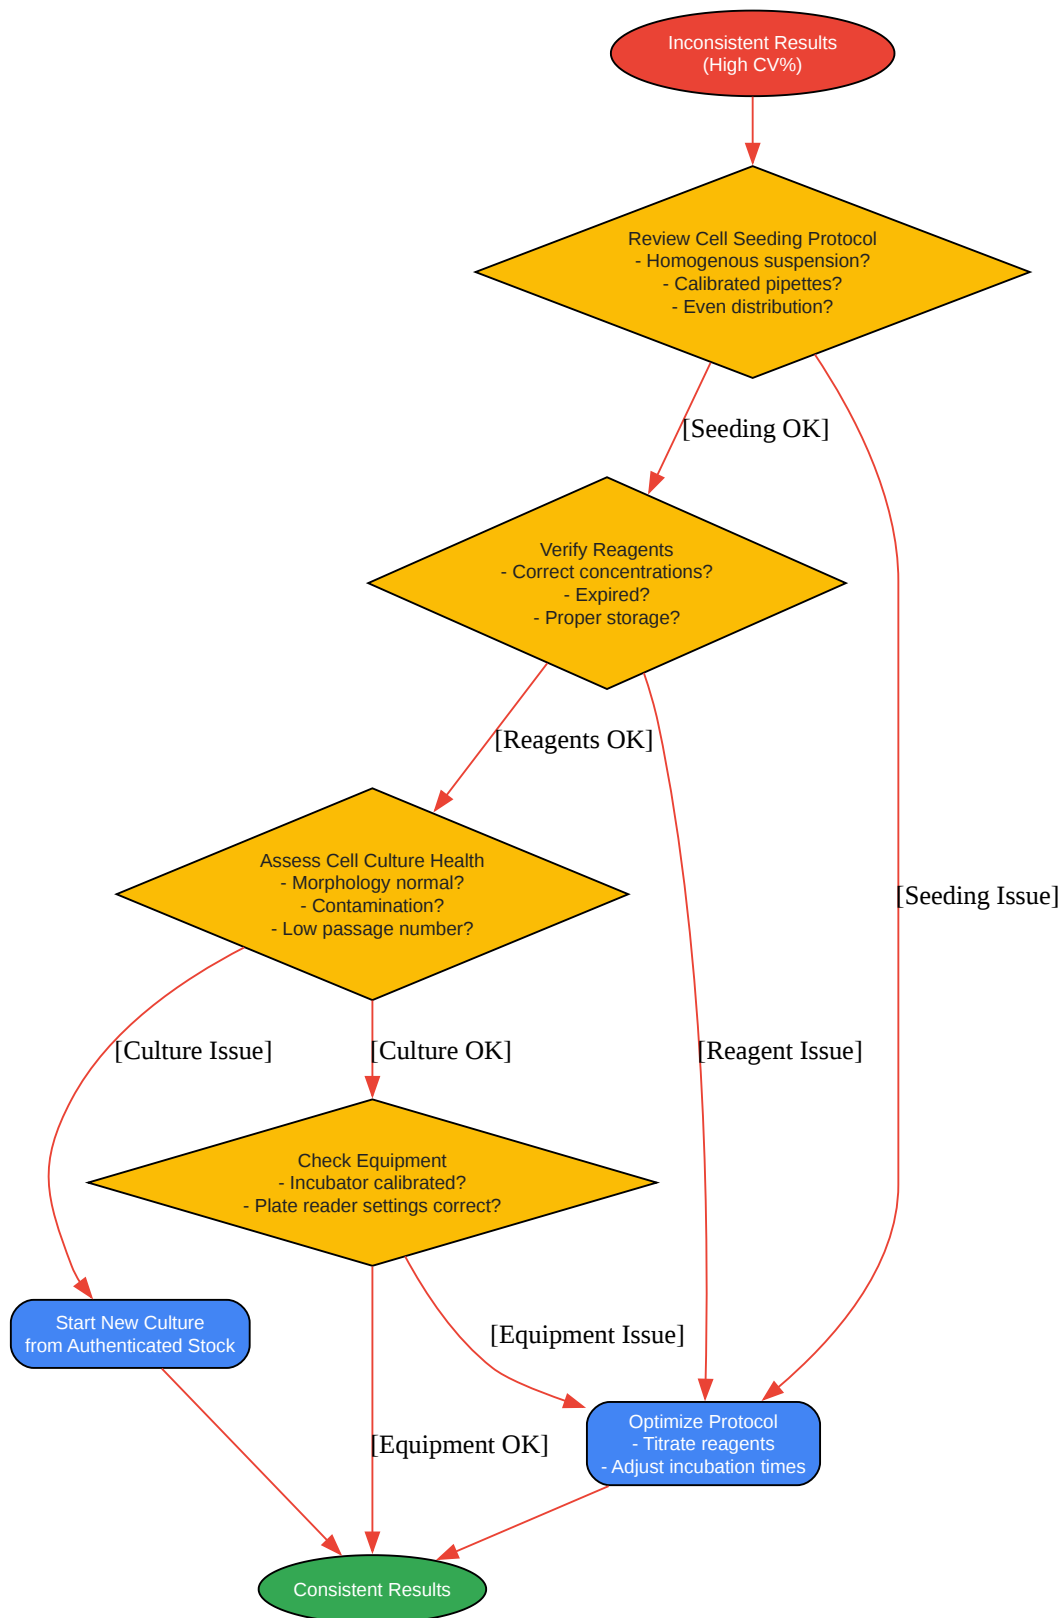 Inconsistent Results
(High CV%)
Review Cell Seeding Protocol
- Homogenous suspension?
- Calibrated pipettes?
- Even distribution?
[Seeding OK]
Verify Reagents
- Correct concentrations?
- Expired?
- Proper storage?
[Reagents OK]
Assess Cell Culture Health
- Morphology normal?
- Contamination?
- Low passage number?
[Seeding Issue]
[Culture Issue]
[Culture OK]
[Reagent Issue]
Check Equipment
- Incubator calibrated?
- Plate reader settings correct?
Start New Culture
from Authenticated Stock
[Equipment Issue]
Optimize Protocol
- Titrate reagents
- Adjust incubation times
[Equipment OK]
Consistent Results